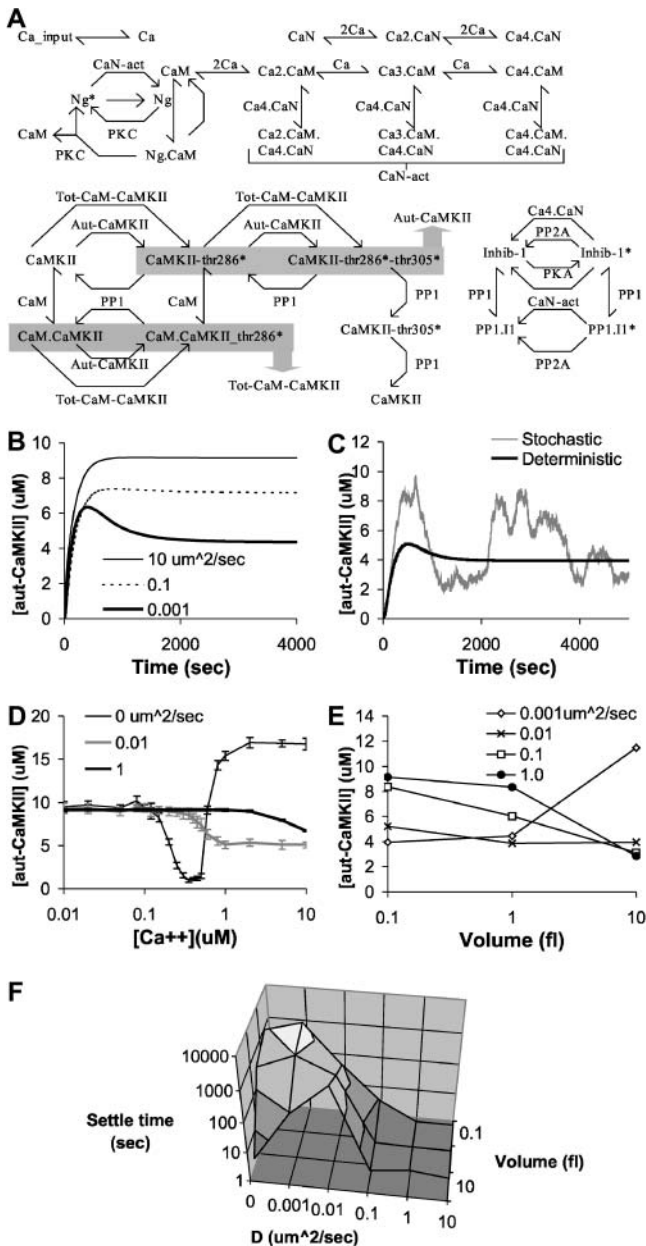 A
Ca_input Ca CaN 2Ca Ca2.CaN 2Ca Ca4.CaN
CaN-act CaM 2Ca Ca2.CaM Ca Ca3.CaM Ca Ca4.CaM
Ng* Ng Ca4.CaN Ca4.CaN Ca4.CaN
CaM PKC
PKC Ng.CaM
Ca2.CaM. Ca3.CaM. Ca4.CaM.
Ca4.CaN Ca4.CaN Ca4.CaN
CaN-act
Tot-CaM-CaMKII Tot-CaM-CaMKII
Aut-CaMKII Aut-CaMKII Aut-CaMKII
CaMKII CaMKII-thr286* CaMKII-thr286*-thr305*
CaM PP1 CaM PP1 PP1
CaM.CaMKII CaM.CaMKII_thr286* CaMKII-thr305*
Aut-CaMKII PP1
Tot-CaM-CaMKII Tot-CaM-CaMKII CaMKII
Ca4.CaN
PP2A
Inhib-1 Inhib-1*
PKA
PP1 PP1
CaN-act
PP1.I1 PP1.I1*
PP2A
B
[aut-CaMKII] (uM)
10
8
6
4
2
0
10 um^2/sec
0.1
0.001
0 2000 4000
Time (sec)
C
[aut-CaMKII] (uM)
12
10
8
6
4
2
0
Stochastic
Deterministic
0 2000 4000
Time (sec)
D
[aut-CaMKII] (uM)
20
15
10
5
0
0 um^2/sec
0.01
1
0.01 0.1 1 10
[Ca++](uM)
E
[aut-CaMKII] (uM)
14
12
10
8
6
4
2
0
0.001um^2/sec
0.01
0.1
1.0
0.1 1 10
Volume (fl)
F
Settle time
(sec)
10000
1000
100
10
1
0 0.001 0.01 0.1 1 10
D (um^2/sec)
0.1
10
Volume (fl)